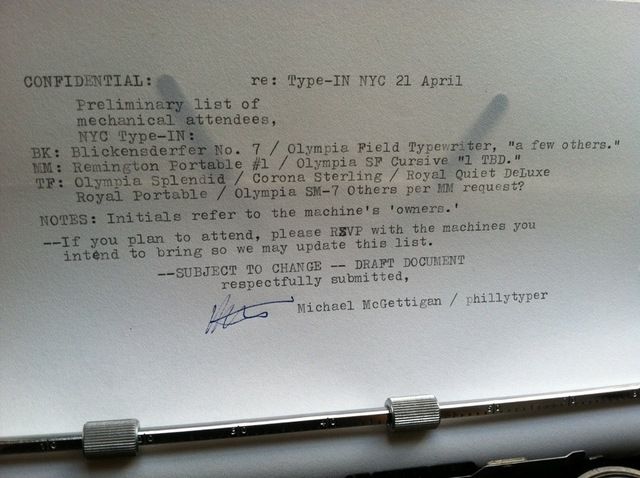 CONFIDENTIAL: re: Type-IN NYC 21 April
Preliminary list of
mechanical attendees,
NYC Type-IN:
BK: Blickensderfer No. 7 / Olympia Field Typewriter, "a few others."
MM: Remington Portable #1 / Olympia SF Cursive "1 TBD."
TF: Olympia Splendid / Corona Sterling / Royal Quiet DeLuxe
Royal Portable / Olympia SM-7 Others per MM request?
NOTES: Initials refer to the machine's 'owners.'
--If you plan to attend, please RSVP with the machines you
intend to bring so we may update this list.
--SUBJECT TO CHANGE -- DRAFT DOCUMENT
respectfully submitted,
Michael McGettigan / phillytyper